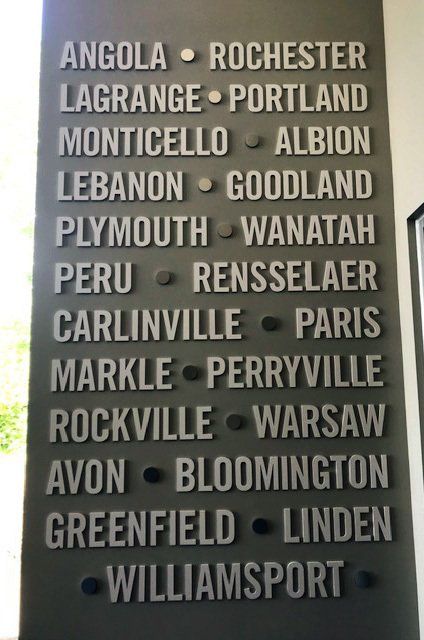 ANGOLA • ROCHESTER
LAGRANGE • PORTLAND
MONTICELLO • ALBION
LEBANON • GOODLAND
PLYMOUTH • WANATAH
PERU • RENSSELAER
CARLINVILLE • PARIS
MARKLE • PERRYVILLE
ROCKVILLE • WARSAW
AVON • BLOOMINGTON
GREENFIELD • LINDEN
• WILLIAMSPORT •